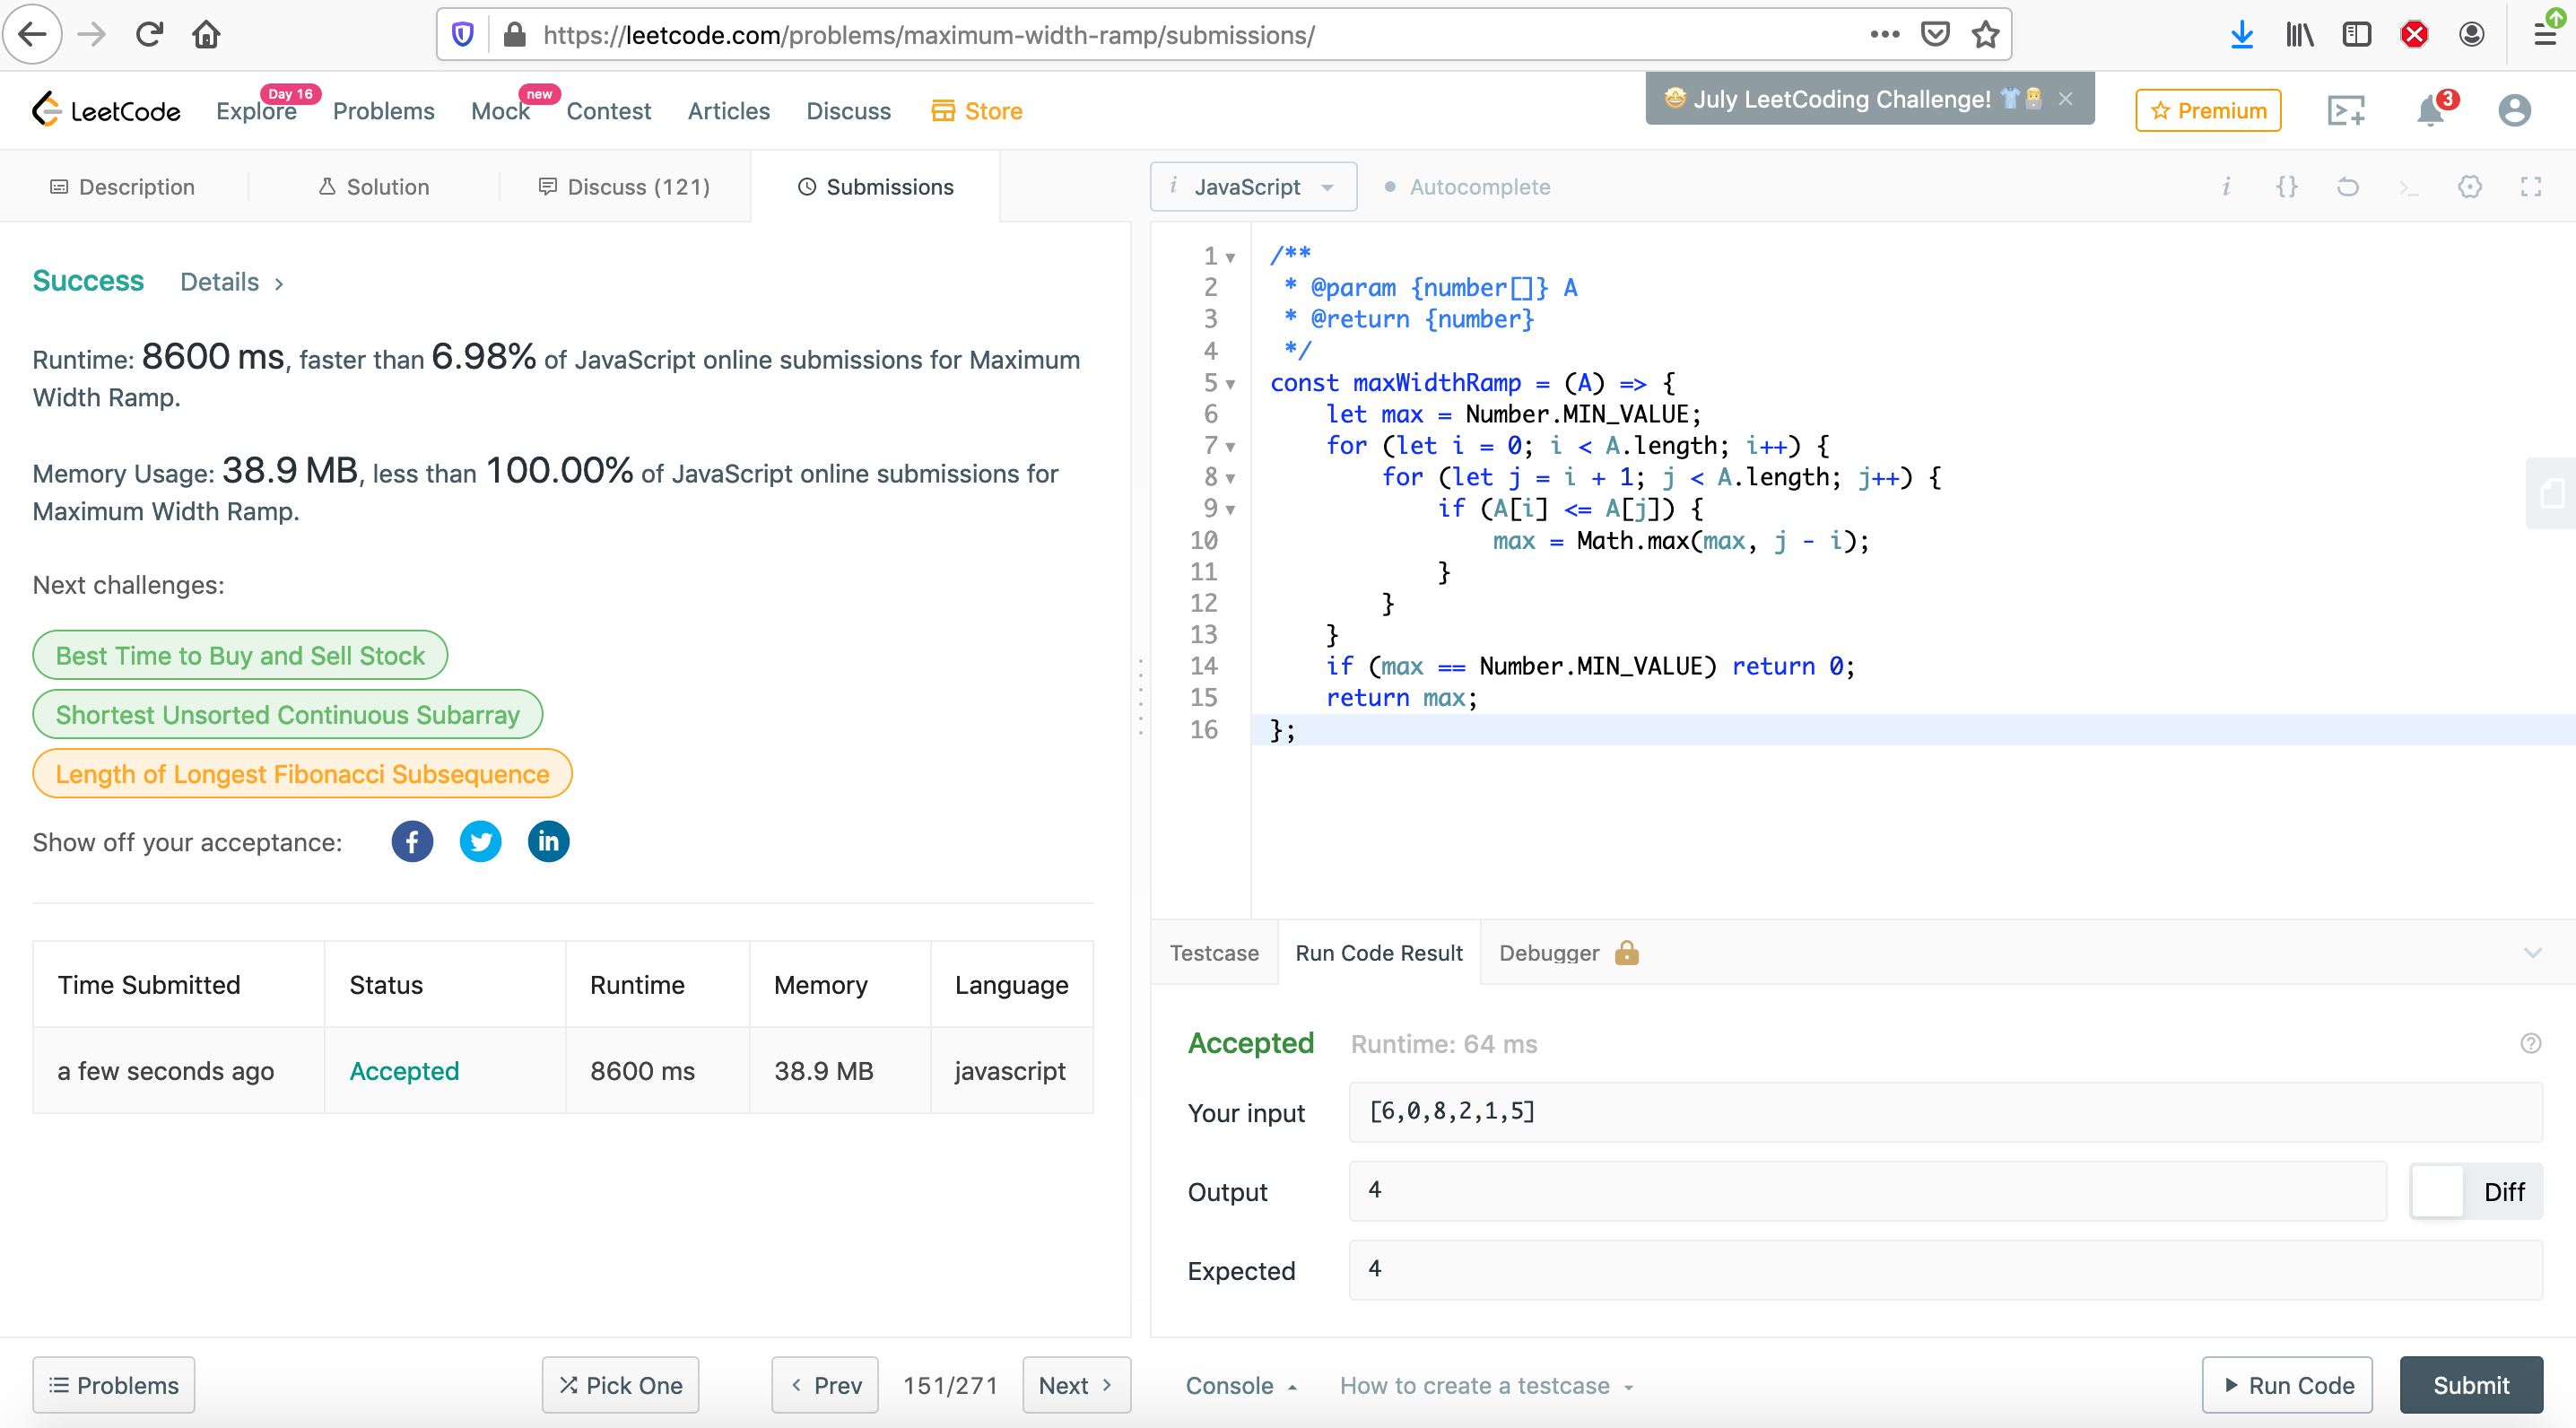 https://leetcode.com/problems/maximum-width-ramp/submissions/
LeetCode
Explore
Day 16
Problems
Mock
new
Contest
Articles
Discuss
Store
🤩 July LeetCoding Challenge! 👕
Premium
3
Description
Solution
Discuss (121)
Submissions
Success
Details
Runtime: 8600 ms, faster than 6.98% of JavaScript online submissions for Maximum
Width Ramp.
Memory Usage: 38.9 MB, less than 100.00% of JavaScript online submissions for
Maximum Width Ramp.
Next challenges:
Best Time to Buy and Sell Stock
Shortest Unsorted Continuous Subarray
Length of Longest Fibonacci Subsequence
Show off your acceptance:
f
in
Time Submitted Status Runtime Memory Language
a few seconds ago Accepted 8600 ms 38.9 MB javascript
Problems
Pick One
Prev
151/271
Next
i JavaScript
Autocomplete
i {}
1 /**
2 * @param {number[]} A
3 * @return {number}
4 */
5 const maxWidthRamp = (A) => {
6 let max = Number.MIN_VALUE;
7 for (let i = 0; i < A.length; i++) {
8 for (let j = i + 1; j < A.length; j++) {
9 if (A[i] <= A[j]) {
10 max = Math.max(max, j - i);
11 }
12 }
13 }
14 if (max == Number.MIN_VALUE) return 0;
15 return max;
16 };
Testcase
Run Code Result
Debugger
Accepted
Runtime: 64 ms
Your input
[6,0,8,2,1,5]
Output
4
Diff
Expected
4
Console
How to create a testcase
Run Code
Submit